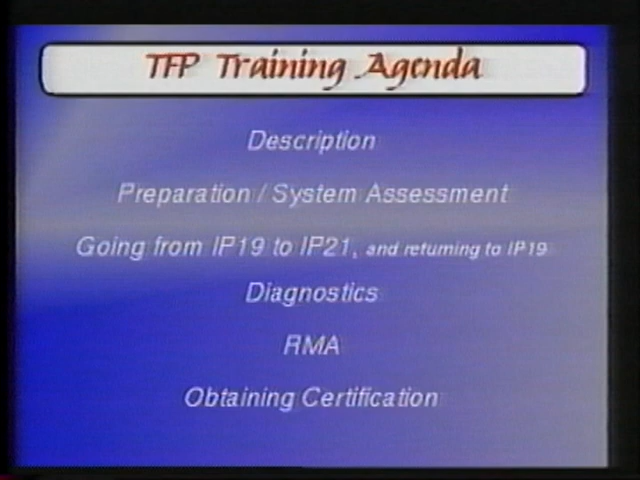 TFP Training Agenda
Description
Preparation / System Assessment
Going from IP19 to IP21, and returning to IP19
Diagnostics
RMA
Obtaining Certification